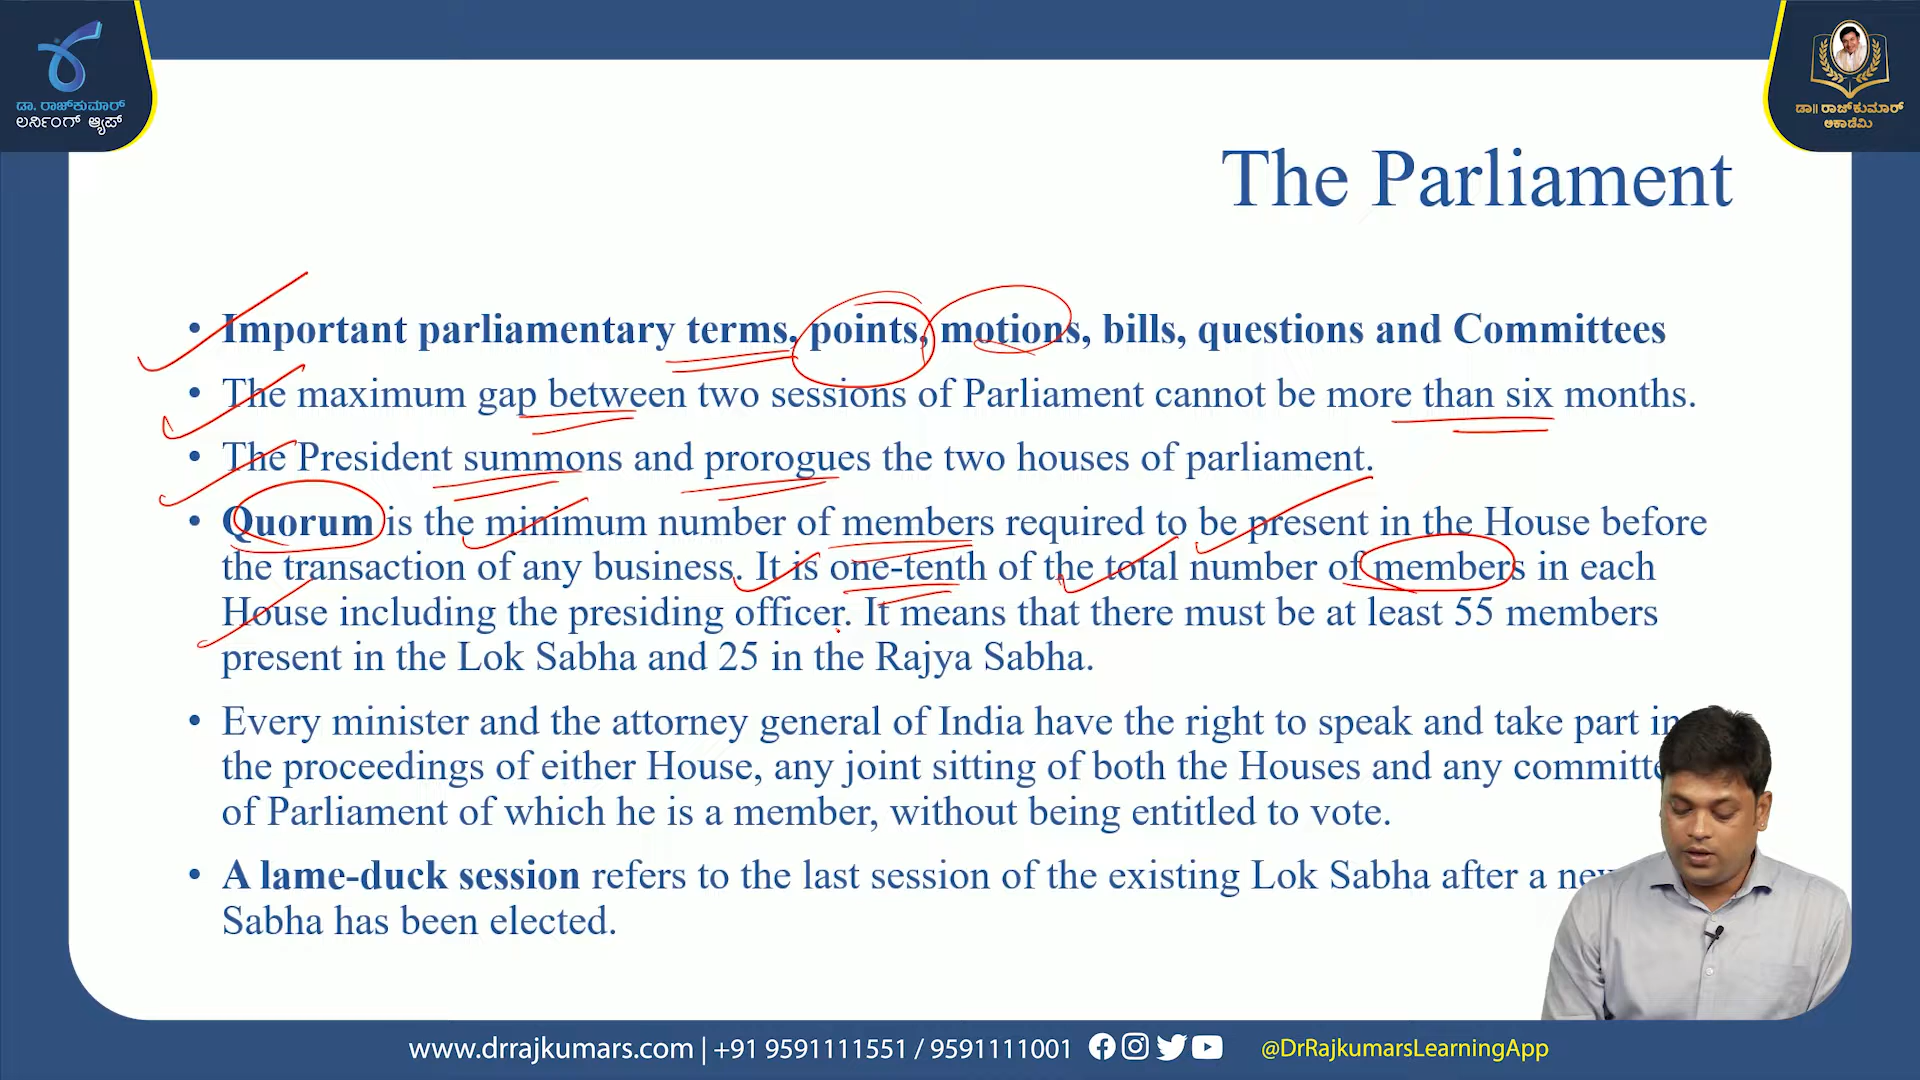 ಡಾ. ರಾಜ್‌ಕುಮಾರ್
ಲರ್ನಿಂಗ್ ಆ್ಯಪ್
ಡಾ|| ರಾಜ್‌ಕುಮಾರ್
ಅಕಾಡೆಮಿ
The Parliament
• Important parliamentary terms, points, motions, bills, questions and Committees
• The maximum gap between two sessions of Parliament cannot be more than six months.
• The President summons and prorogues the two houses of parliament.
• Quorum is the minimum number of members required to be present in the House before
the transaction of any business. It is one-tenth of the total number of members in each
House including the presiding officer. It means that there must be at least 55 members
present in the Lok Sabha and 25 in the Rajya Sabha.
• Every minister and the attorney general of India have the right to speak and take part in
the proceedings of either House, any joint sitting of both the Houses and any
of Parliament of which he is a member, without being entitled to vote.
• A lame-duck session refers to the last session of the existing Lok Sabha after a
Sabha has been elected.
www.drrajkumars.com | +91 9591111551 / 9591111001 @DrRajkumarsLearningApp